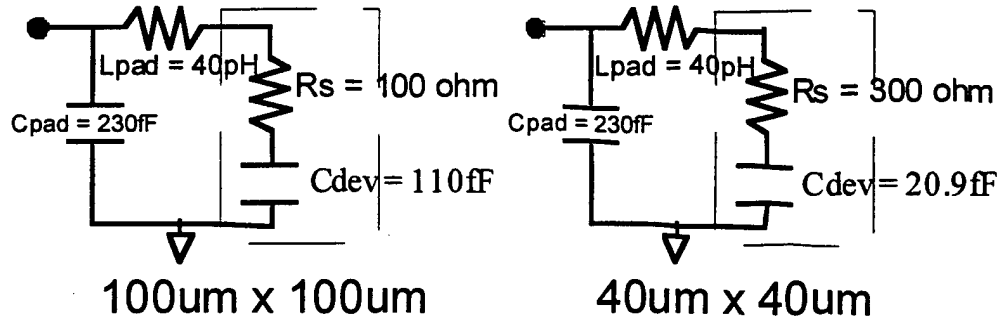 Lpad = 40pH
Rs = 100 ohm
Cpad = 230fF
Cdev = 110fF
100um x 100um
Lpad = 40pH
Rs = 300 ohm
Cpad = 230fF
Cdev = 20.9fF
40um x 40um